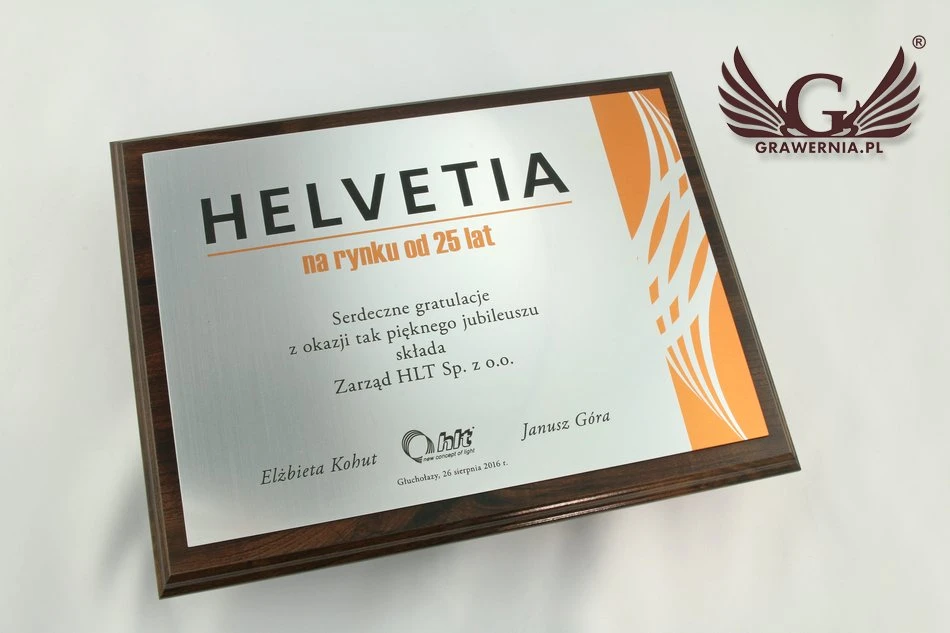 G®
GRAWERNIA.PL
HELVETIA
na rynku od 25 lat
Serdeczne gratulacje
z okazji tak pięknego jubileuszu
składa
Zarząd HLT Sp. z o.o.
Elżbieta Kohut
hlt
new concept of light
Janusz Góra
Głuchołazy, 26 sierpnia 2016 r.